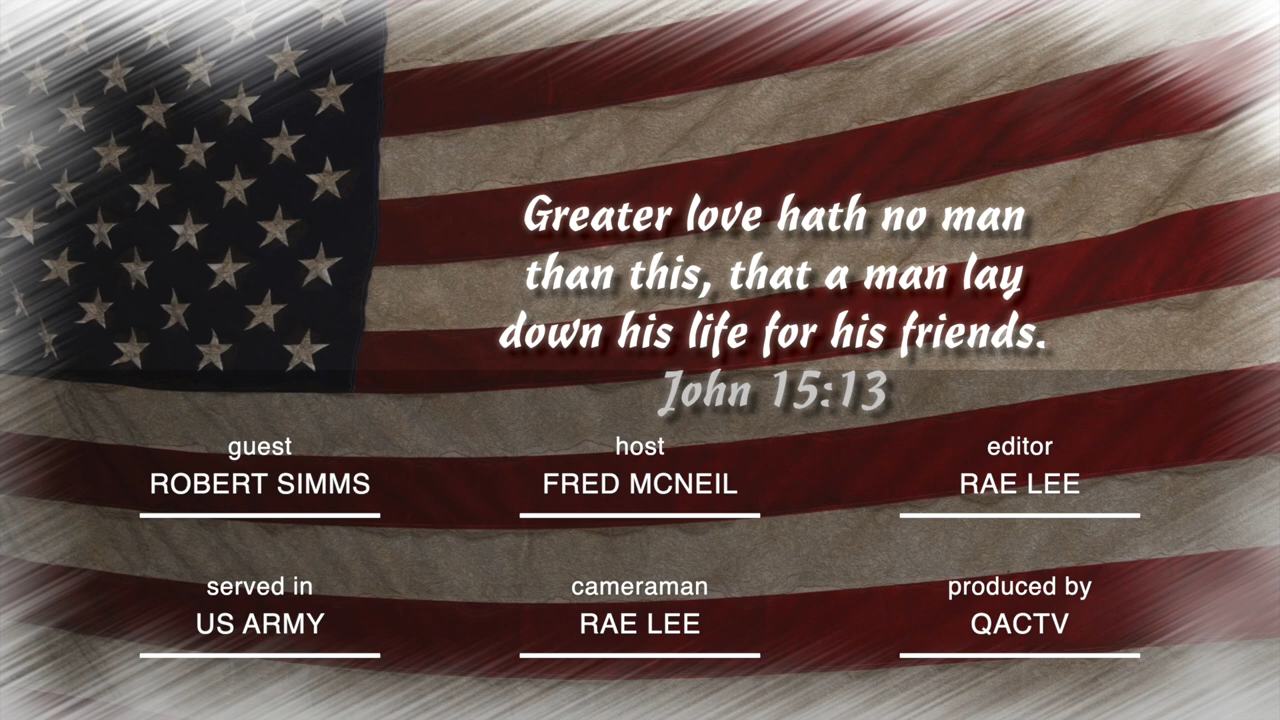 Greater love hath no man
than this, that a man lay
down his life for his friends.
John 15:13
guest
ROBERT SIMMS
host
FRED MCNEIL
editor
RAE LEE
served in
US ARMY
cameraman
RAE LEE
produced by
QACTV